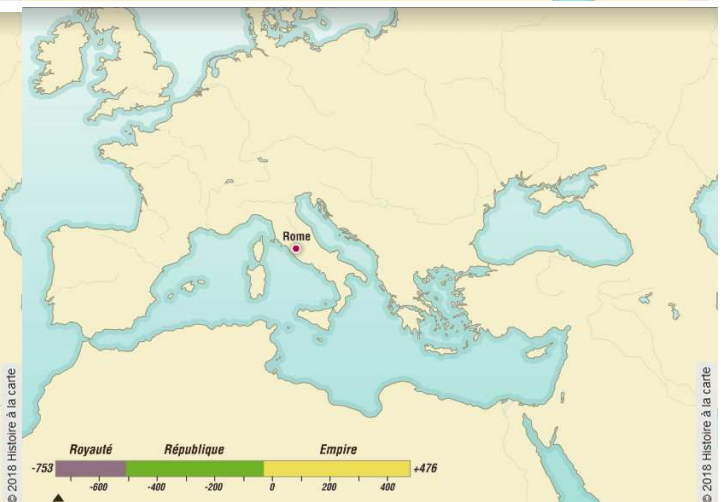 Rome
Royauté République Empire
-753 +476
-600 -400 -200 0 200 400
© 2018 Histoire à la carte
© 2018 Histoire à la carte